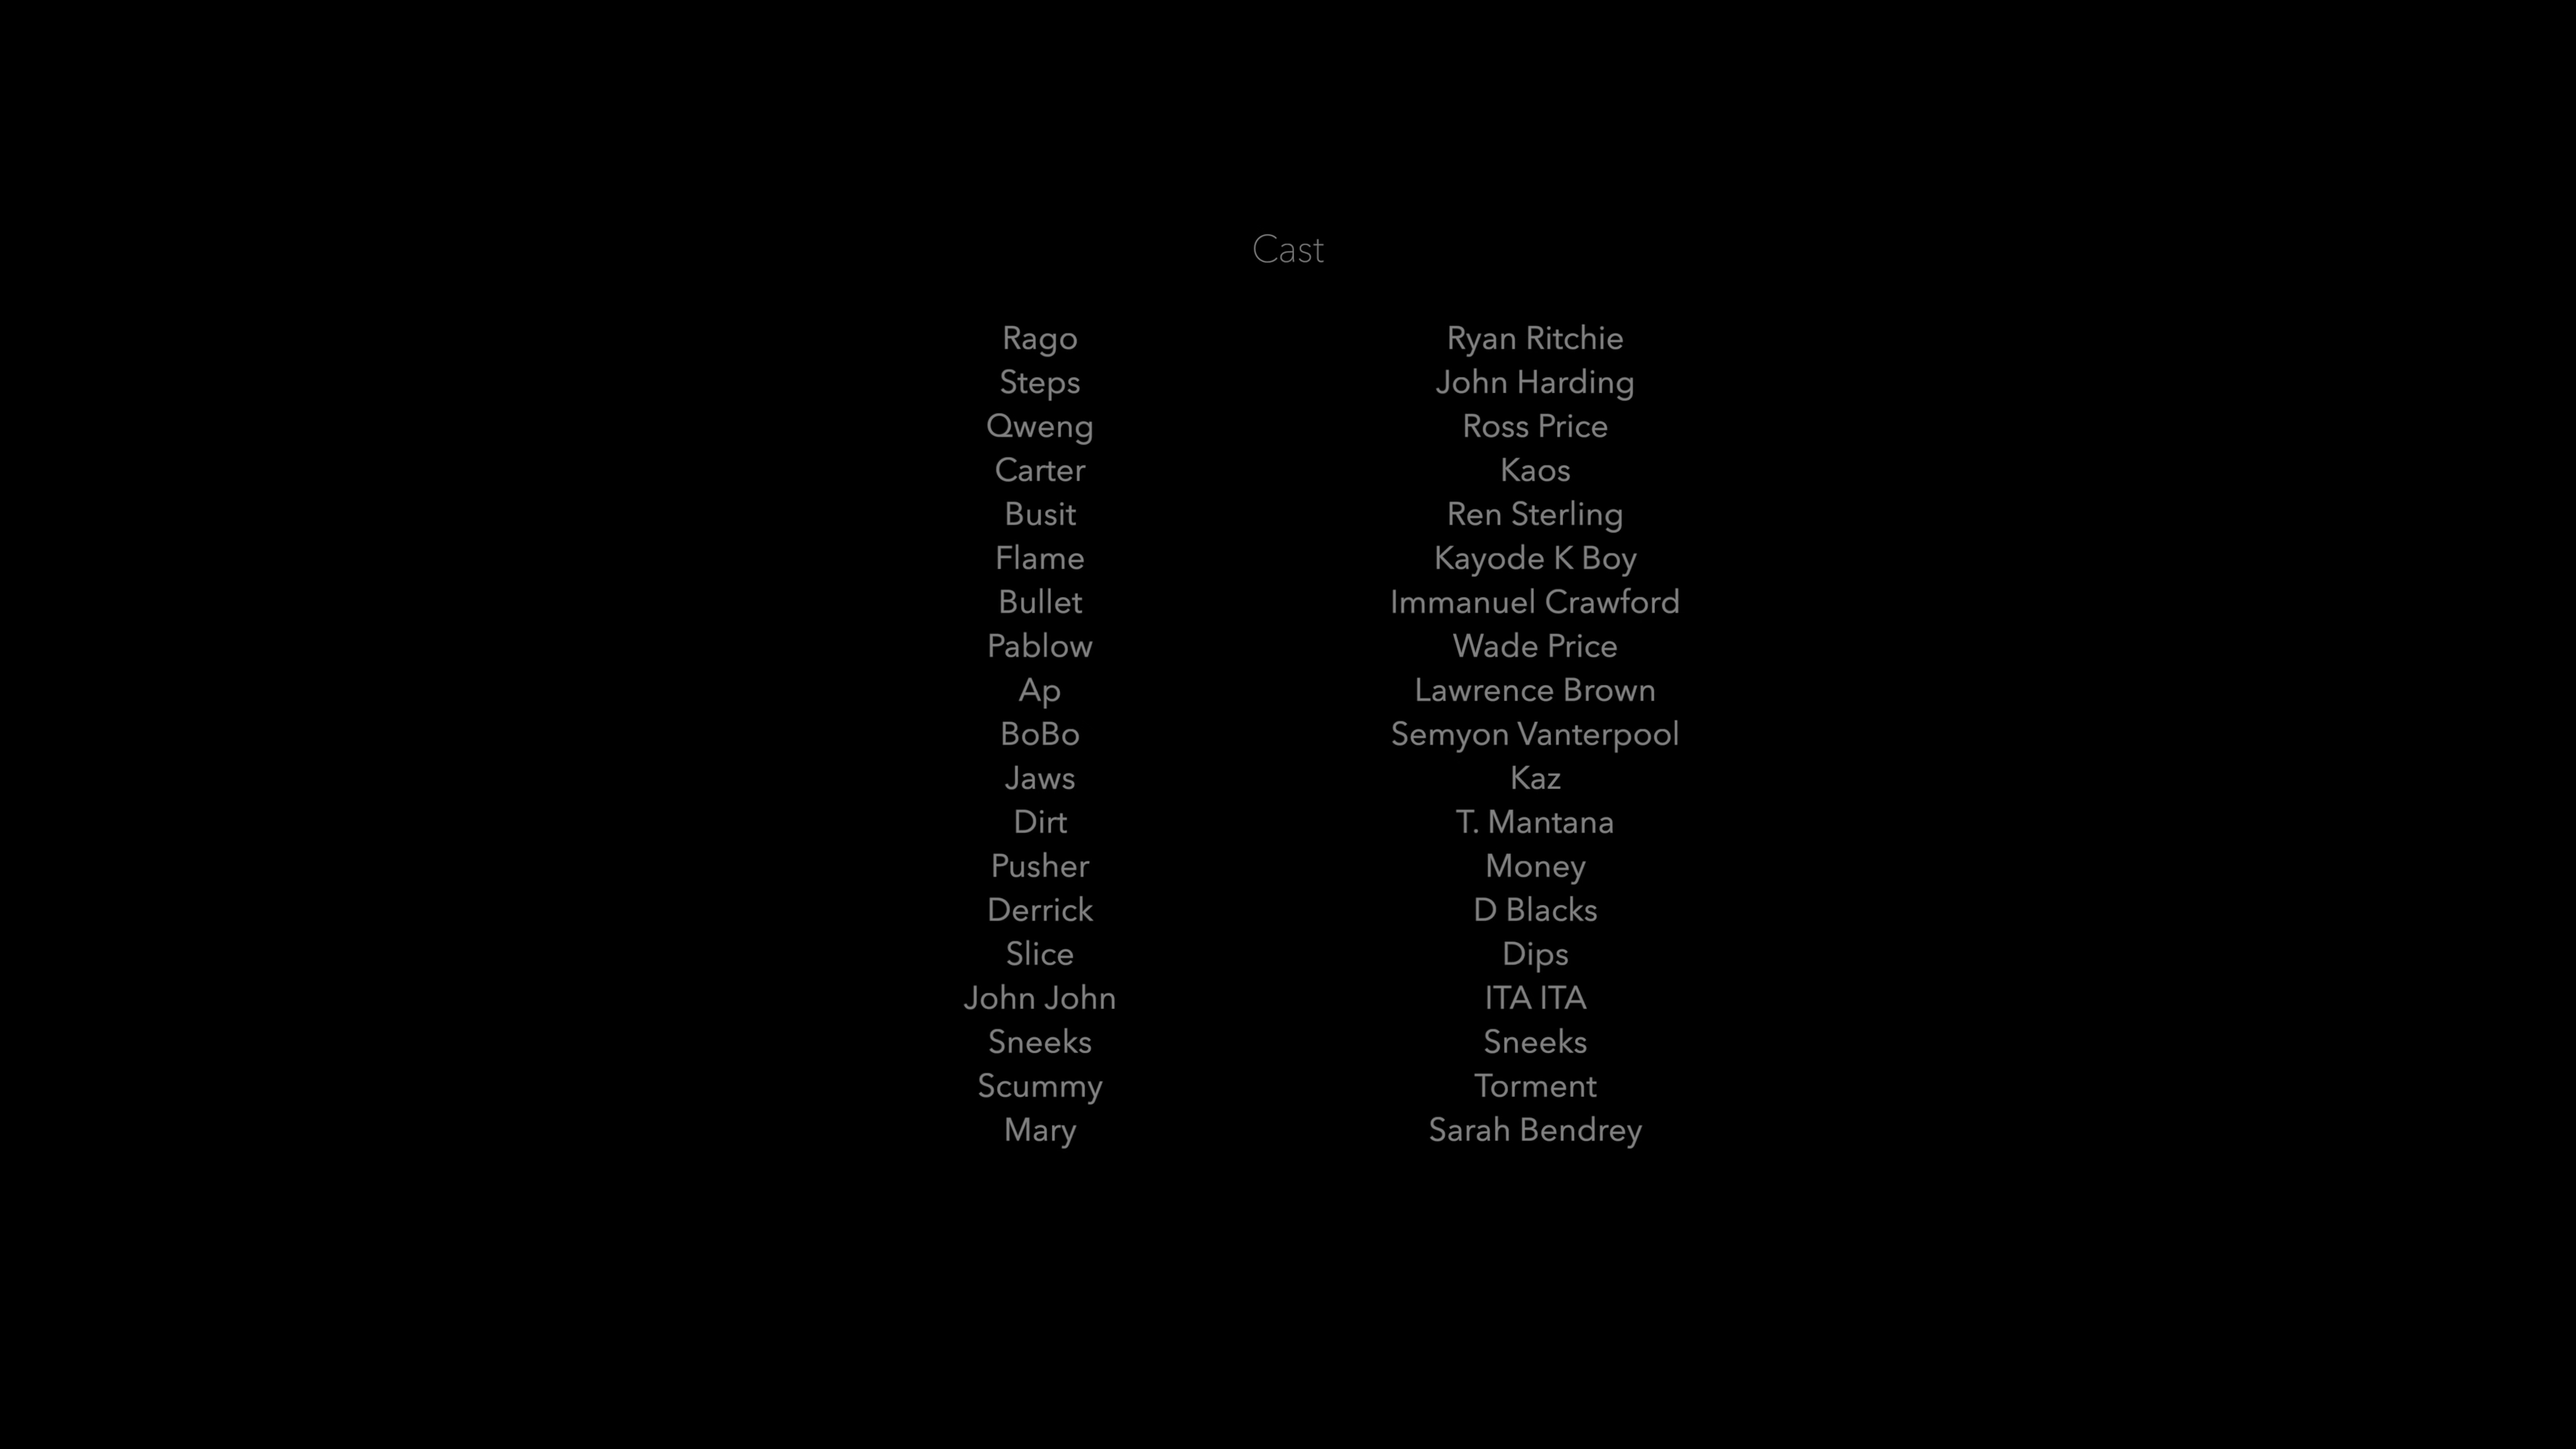 Cast
Rago Ryan Ritchie
Steps John Harding
Qweng Ross Price
Carter Kaos
Busit Ren Sterling
Flame Kayode K Boy
Bullet Immanuel Crawford
Pablow Wade Price
Ap Lawrence Brown
BoBo Semyon Vanterpool
Jaws Kaz
Dirt T. Mantana
Pusher Money
Derrick D Blacks
Slice Dips
John John ITA ITA
Sneeks Sneeks
Scummy Torment
Mary Sarah Bendrey